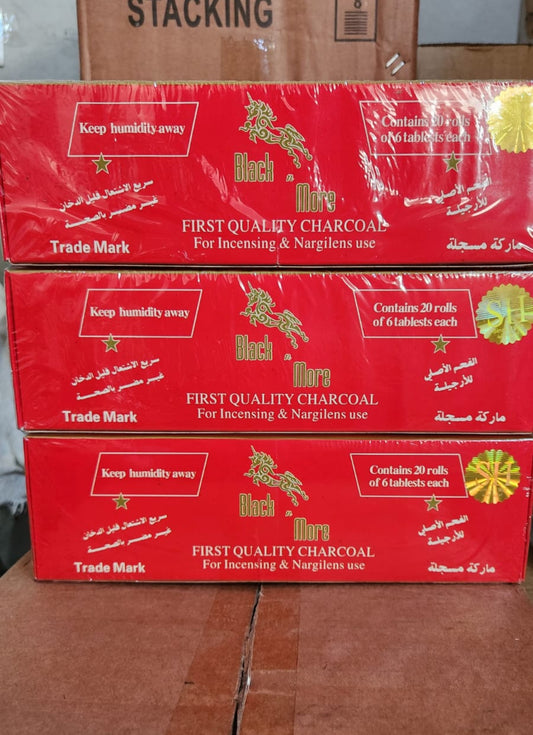 STACKING
Keep humidity away
Contains 20 rolls
of 6 tablests each
Black n
More
سريع الاشتعال قليل الدخان
غير مضر بالصحة
الفحم الأصلي
للأرجيلة
FIRST QUALITY CHARCOAL
For Incensing & Nargilens use
Trade Mark
ماركة مسجلة
Keep humidity away
Contains 20 rolls
of 6 tablests each
Black n
More
سريع الاشتعال قليل الدخان
غير مضر بالصحة
الفحم الأصلي
للأرجيلة
FIRST QUALITY CHARCOAL
For Incensing & Nargilens use
Trade Mark
ماركة مسجلة
Keep humidity away
Contains 20 rolls
of 6 tablests each
Black n
More
سريع الاشتعال قليل الدخان
غير مضر بالصحة
الفحم الأصلي
للأرجيلة
FIRST QUALITY CHARCOAL
For Incensing & Nargilens use
Trade Mark
ماركة مسجلة